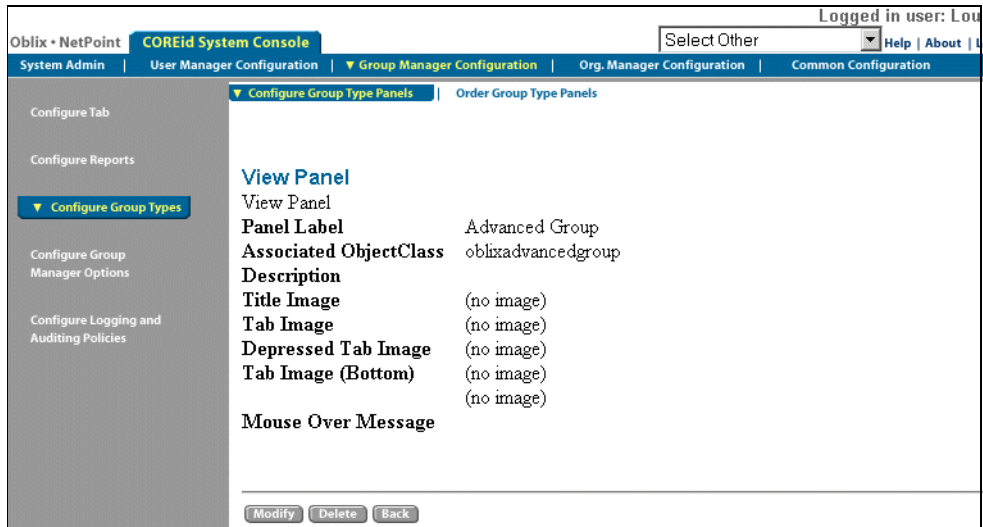 Logged in user: Lou
Oblix • NetPoint COREid System Console Select Other Help | About | L
System Admin | User Manager Configuration | ▼ Group Manager Configuration | Org. Manager Configuration | Common Configuration
▼ Configure Group Type Panels | Order Group Type Panels
Configure Tab
Configure Reports
▼ Configure Group Types
Configure Group
Manager Options
Configure Logging and
Auditing Policies
View Panel
View Panel
Panel Label Advanced Group
Associated ObjectClass oblixadvancedgroup
Description
Title Image (no image)
Tab Image (no image)
Depressed Tab Image (no image)
Tab Image (Bottom) (no image)
(no image)
Mouse Over Message
Modify Delete Back